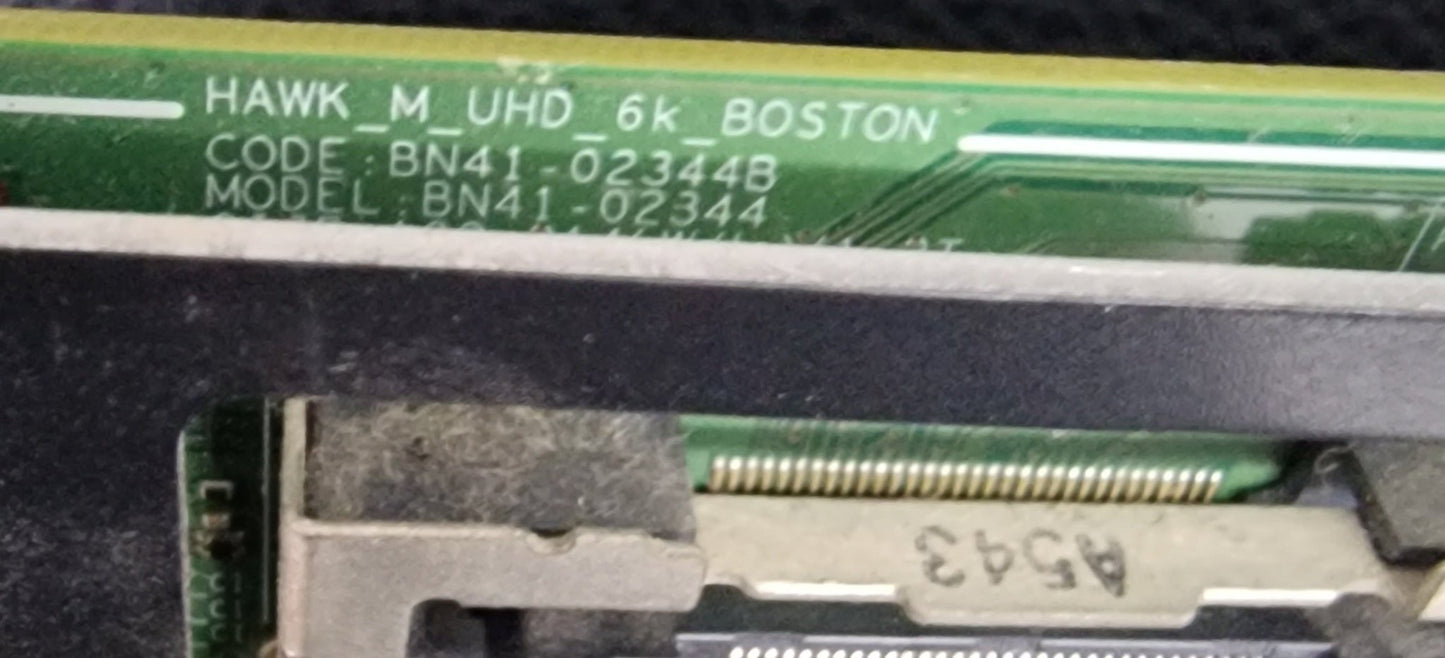 HAWK_M_UHD_6k_BOSTON
CODE : BN41-02344B
MODEL : BN41-02344
A543